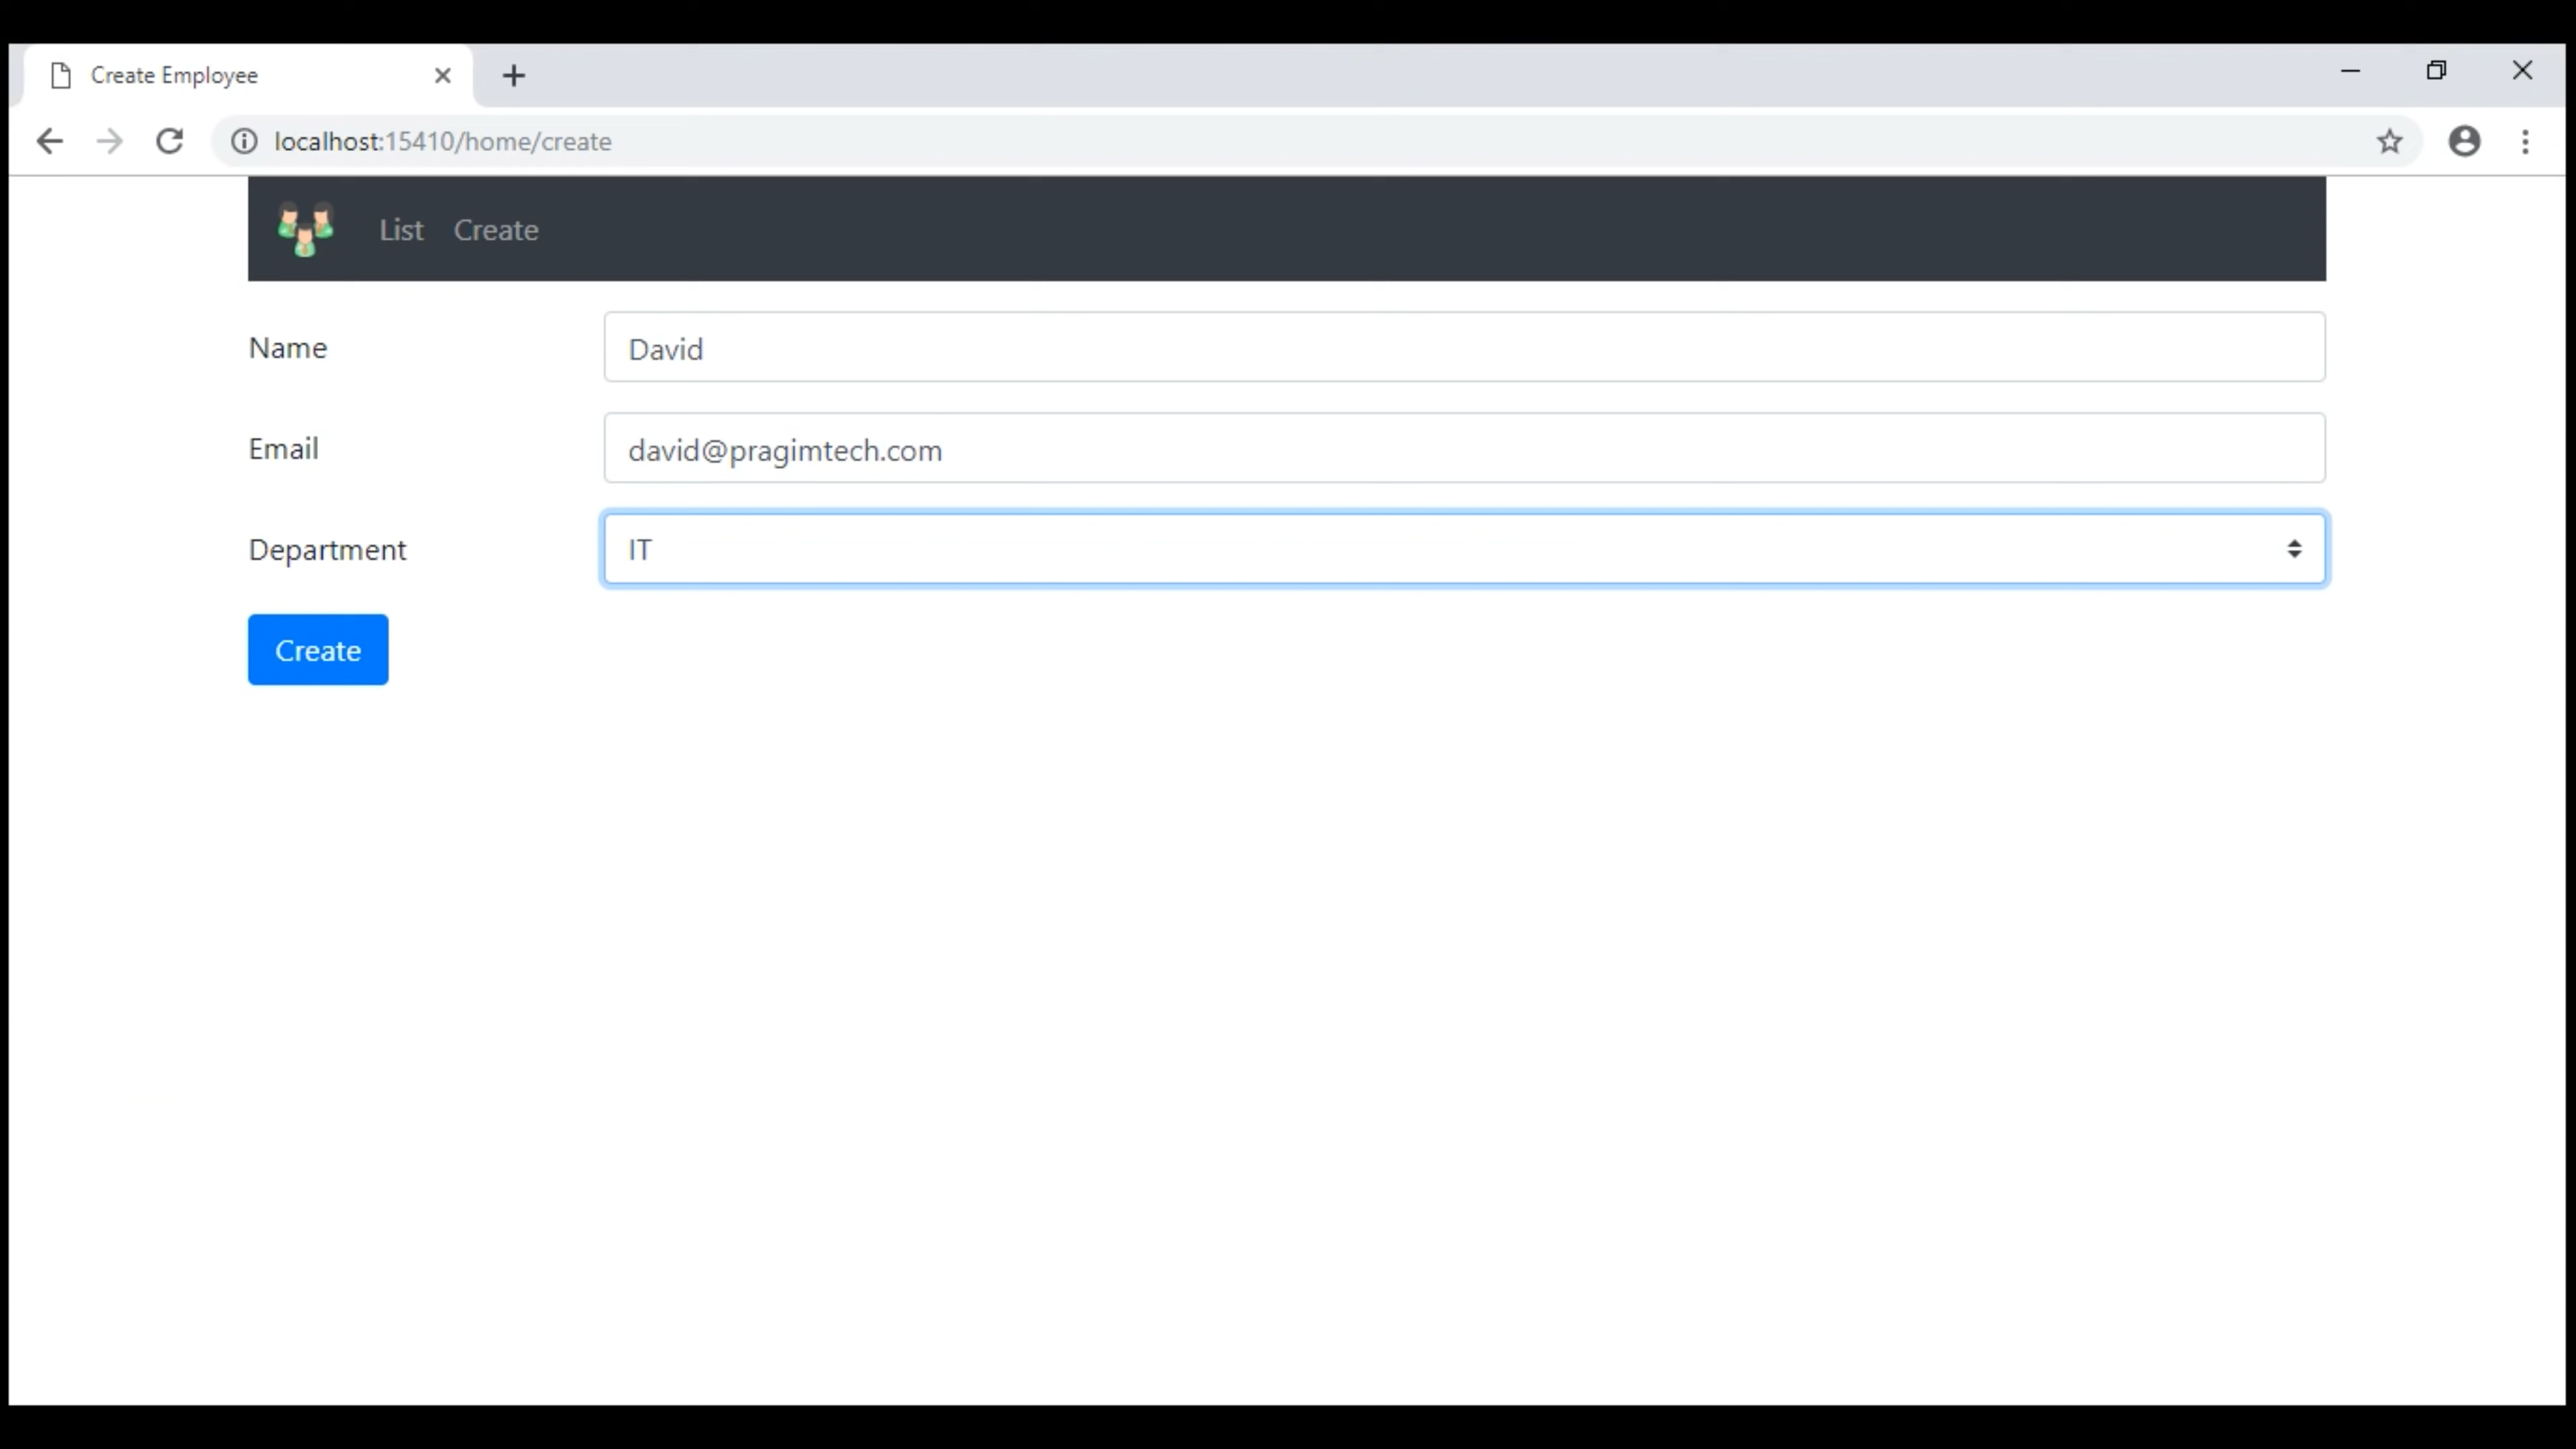 Create Employee
localhost:15410/home/create
List Create
Name David
Email david@pragimtech.com
Department IT
Create